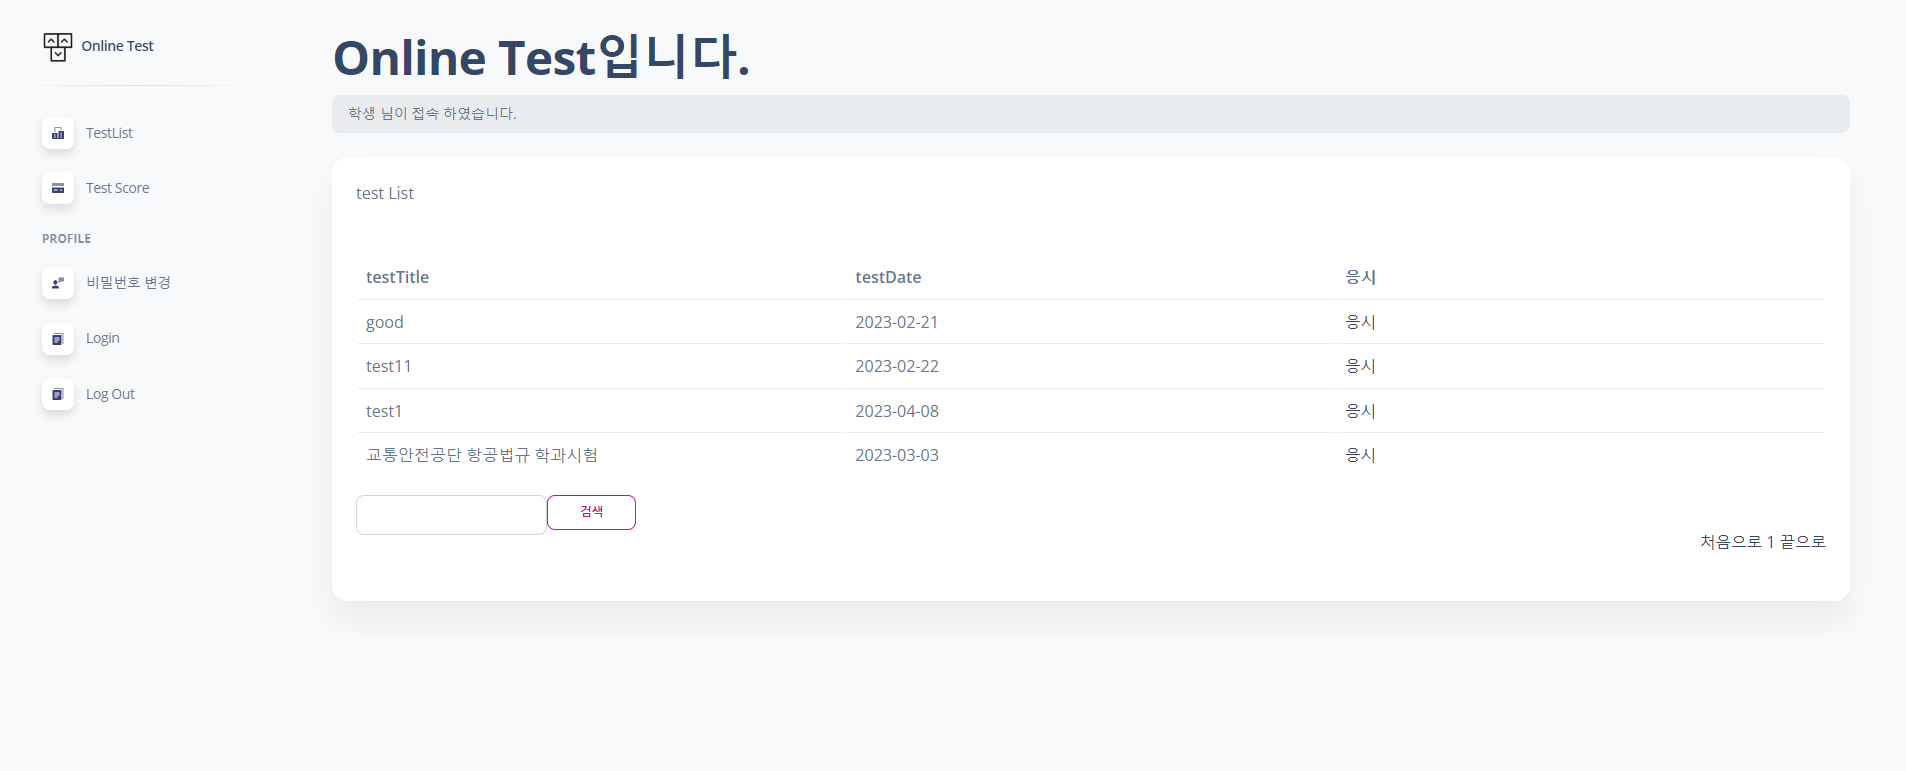 Online Test
TestList
Test Score
PROFILE
비밀번호 변경
Login
Log Out
Online Test입니다.
학생 님이 접속 하였습니다.
test List
testTitle testDate 응시
good 2023-02-21 응시
test11 2023-02-22 응시
test1 2023-04-08 응시
교통안전공단 항공법규 학과시험 2023-03-03 응시
검색
처음으로 1 끝으로